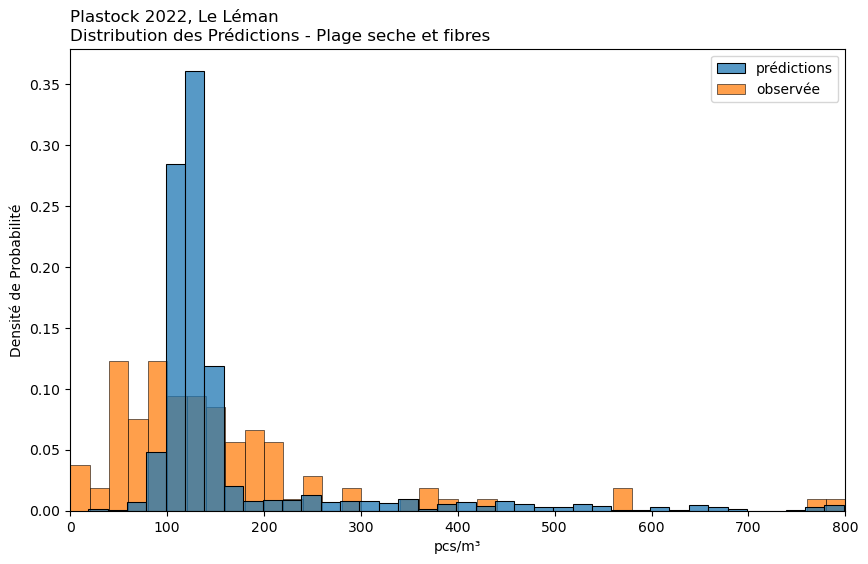 Plastock 2022, Le Léman
Distribution des Prédictions - Plage seche et fibres
prédictions
observée
Densité de Probabilité
0.35
0.30
0.25
0.20
0.15
0.10
0.05
0.00
0 100 200 300 400 500 600 700 800
pcs/m³